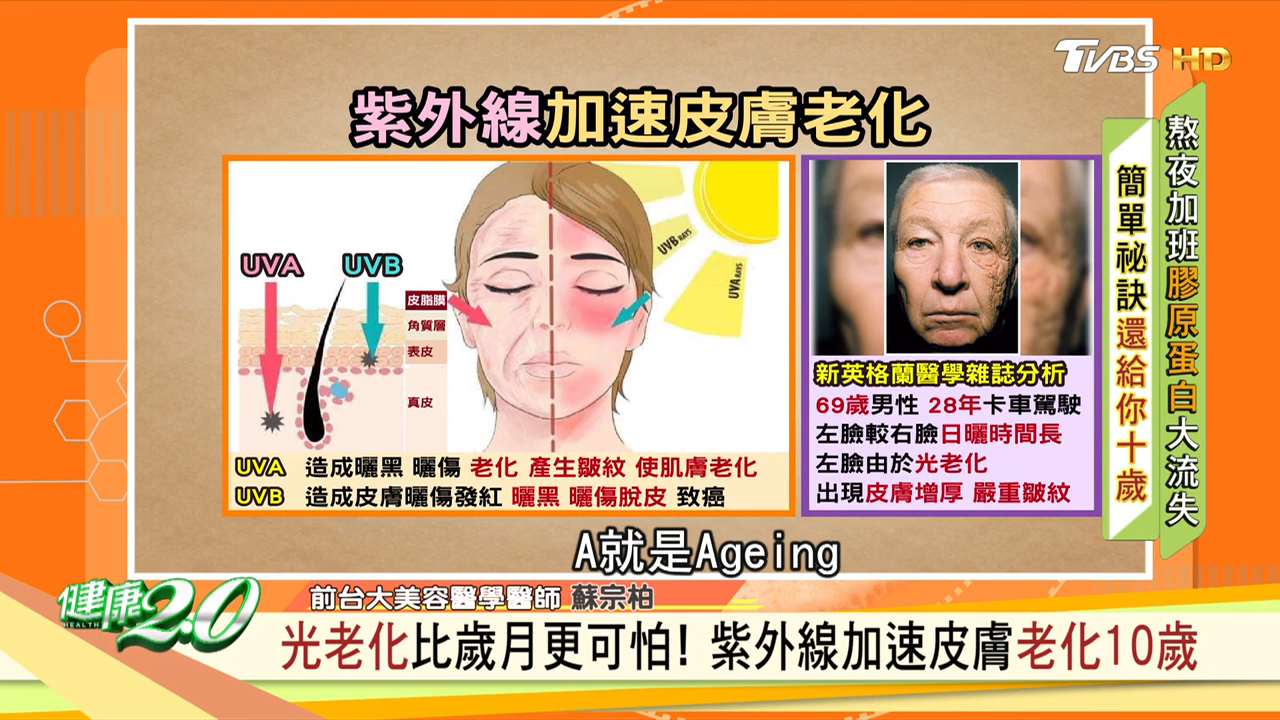 TVBS HD
紫外線加速皮膚老化
熬夜加班膠原蛋白大流失
簡單祕訣還給你十歲
UVA
UVB
皮脂膜
角質層
表皮
真皮
UVB RAYS
UVA RAYS
UVA 造成曬黑 曬傷 老化 產生皺紋 使肌膚老化
UVB 造成皮膚曬傷發紅 曬黑 曬傷脫皮 致癌
新英格蘭醫學雜誌分析
69歲男性 28年卡車駕駛
左臉較右臉日曬時間長
左臉由於光老化
出現皮膚增厚 嚴重皺紋
A就是Ageing
健康2.0
HEALTH
前台大美容醫學醫師 蘇宗柏
光老化比歲月更可怕! 紫外線加速皮膚老化10歲